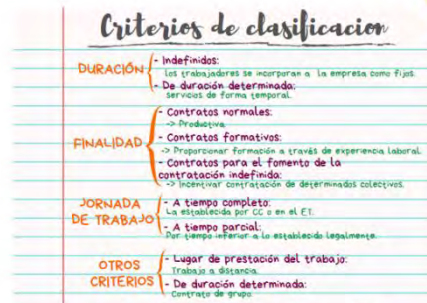 Criterios de clasificacion
DURACIÓN
- Indefinidos:
los trabajadores se incorporan a la empresa como fijos.
- De duración determinada:
servicios de forma temporal.
FINALIDAD
- Contratos normales:
-> Productiva
- Contratos formativos:
-> Proporcionar formación a través de experiencia laboral.
- Contratos para el fomento de la
contratación indefinida:
-> Incentivar contratación de determinados colectivos.
JORNADA
DE TRABAJO
- A tiempo completo:
La establecida por CC o en el ET.
- A tiempo parcial:
Por tiempo inferior a lo establecido legalmente.
OTROS
CRITERIOS
- Lugar de prestación del trabajo:
Trabajo a distancia.
- De duración determinada:
Contrato de grupo.